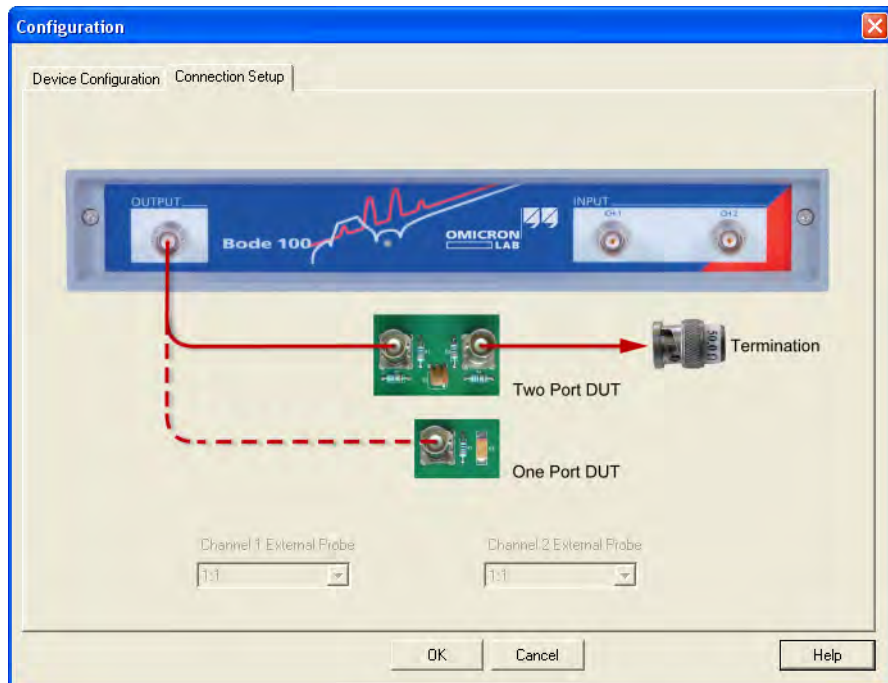 Configuration
Device Configuration
Connection Setup
OUTPUT
Bode 100
OMICRON
LAB
INPUT
CH 1
CH 2
Termination
Two Port DUT
One Port DUT
Channel 1 External Probe
Channel 2 External Probe
1:1
1:1
OK
Cancel
Help